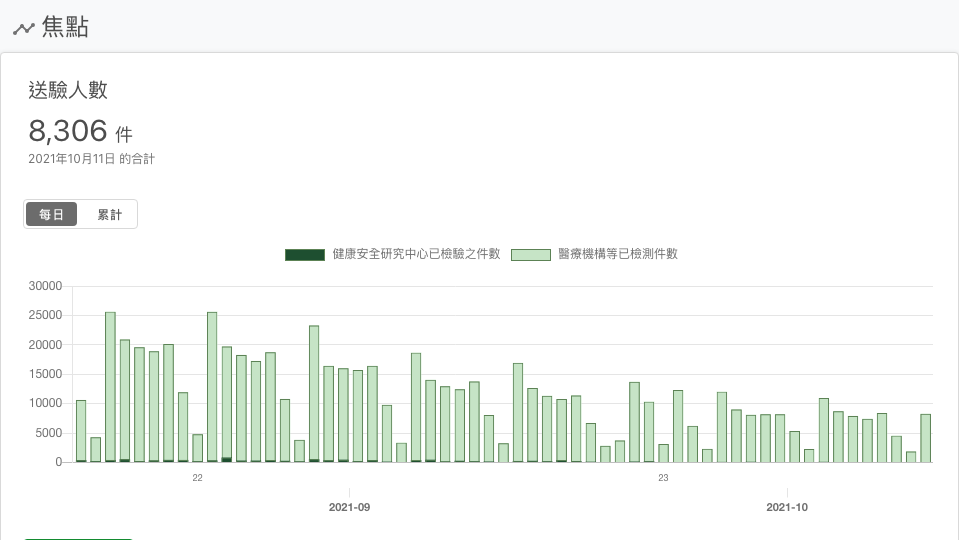 焦點
送驗人數
8,306 件
2021年10月11日 的合計
每日 累計
健康安全研究中心已檢驗之件數 醫療機構等已檢測件數
30000
25000
20000
15000
10000
5000
0
22 23
2021-09 2021-10